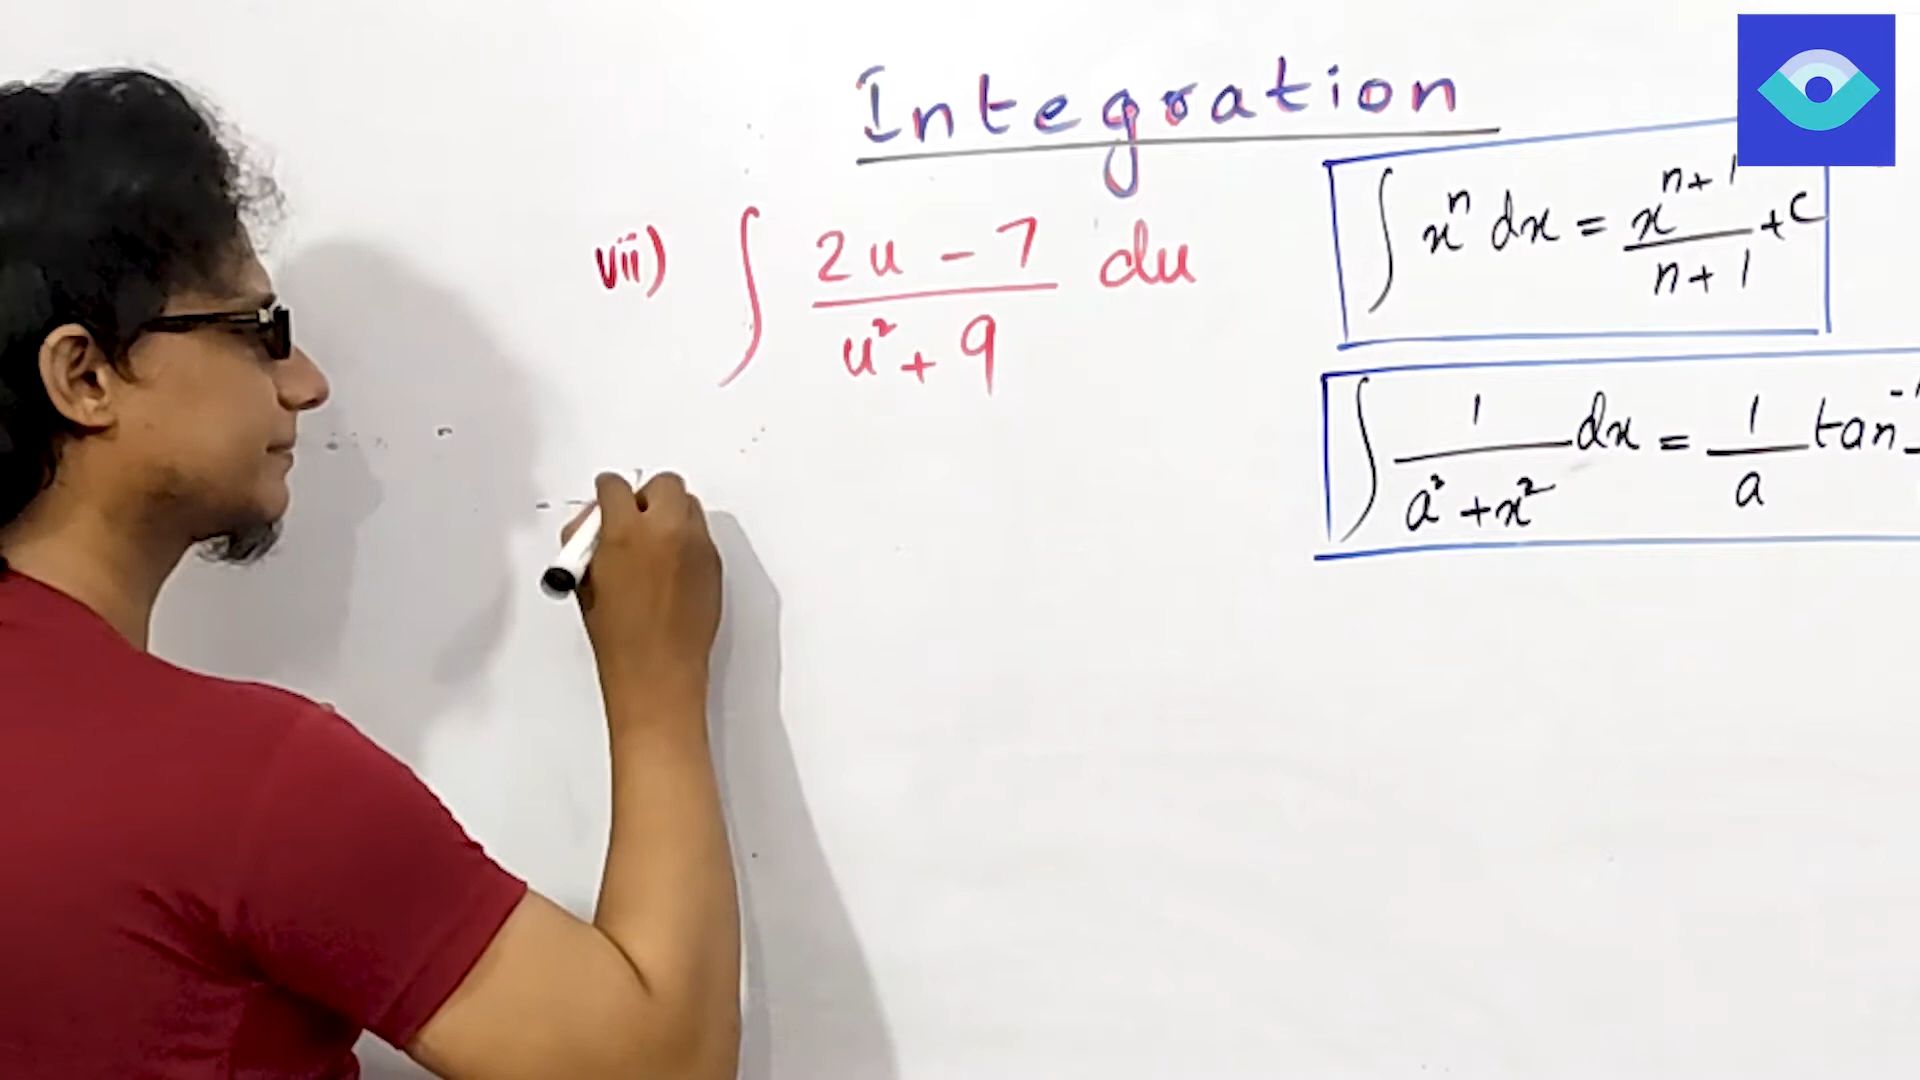 Integration
vii) ∫ (2u - 7)/(u² + 9) du
∫ xⁿ dx = xⁿ⁺¹/(n+1) + c
∫ 1/(a² + x²) dx = 1/a tan⁻¹